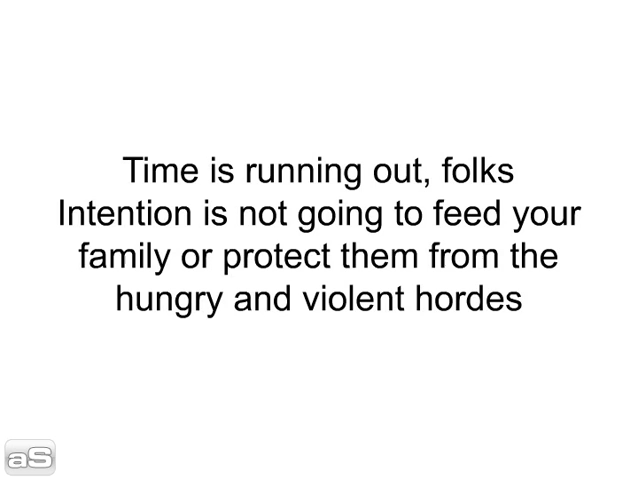 Time is running out, folks
Intention is not going to feed your
family or protect them from the
hungry and violent hordes
aS